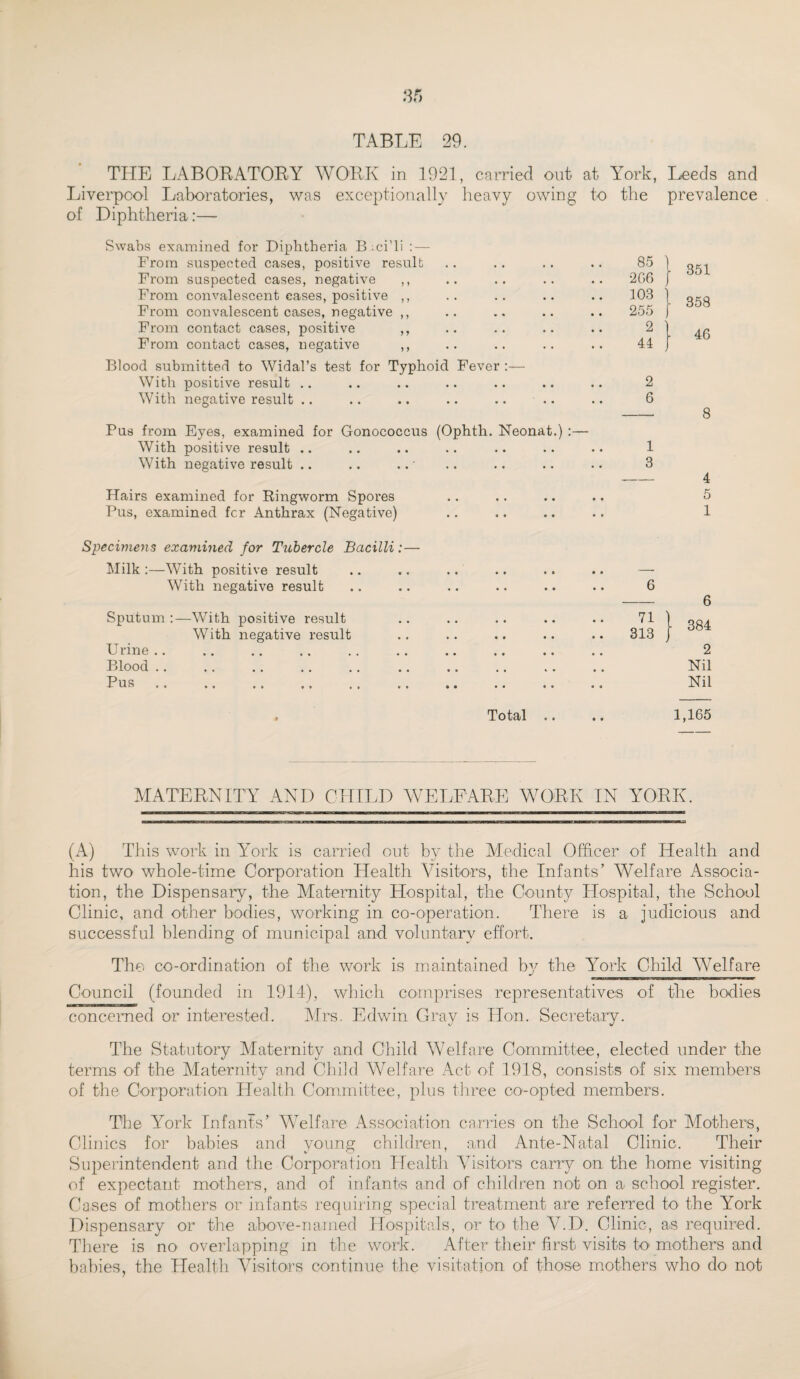 35
TABLE 29.
THE LABORATORY WORK in 1921, carried out at York, Leeds and
Liverpool Laboratories, was exceptionally heavy owing to the prevalence
of Diphtheria:—
Swabs examined for Diphtheria Baci'li :—
From suspected cases, positive result .. .. .. .. 85 } 351
From suspected cases, negative ,, .. .. .. .. 266 }
From convalescent cases, positive ,, .. .. .. .. 103 } 358
From convalescent cases, negative ,, .. .. .. .. 255 }
From contact cases, positive ,, .. .. .. .. 2 } 46
From contact cases, negative ,, .. .. .. .. 44 }
Blood submitted to Widal's test for Typhoid Fever :—
With positive result .. .. .. .. .. .. .. 2
With negative result .. .. .. .. .. .. .. 6
8
Pus from Eyes, examined for Gonococcus (Ophth. Neonat.) :—
With positive result .. .. .. .. .. .. .. 1
With negative result .. .. .. .. .. .. .. 3
4
Hairs examined for Ringworm Spores .. .. .. .. 5
Pus, examined for Anthrax (Negative) .. .. .. .. 1
Specimens examined for Tubercle Bacilli:—
Milk :—With positive result .. .. .. .. .. .. —
With negative result .. .. .. .. .. .. 6
6
Sputum :—With positive result .. .. .. .. .. 71 } 384
With negative result .. .. .. .. .. 313 }
Urine .. .. .. .. .. .. .. .. .. .. 2
Blood .. .. .. .. .. .. .. .. .. .. Nil
Pus .. .. .. .. .. .. .. .. .. .. Nil
Total .. .. 1,165
MATERNITY AND CHILD WELFARE WORK IN YORK.
(A) This work in York is carried out by the Medical Officer of Health and
his two whole-time Corporation Health Visitors, the Infants' Welfare Associa-
tion, the Dispensary, the Maternity Hospital, the County Hospital, the School
Clinic, and other bodies, working in co-operation. There is a judicious and
successful blending of municipal and voluntary effort.
The co-ordination of the work is maintained by the York Child Welfare
Council (founded in 1914), which comprises representatives of the bodies
concerned or interested. Mrs. Edwin Gray is Hon. Secretary.
The Statutory Maternity and Child Welfare Committee, elected under the
terms of the Maternity and Child Welfare Act of 1918, consists of six members
of the Corporation Health Committee, plus three co-opted members.
The York Infants' Welfare Association carries on the School for Mothers,
Clinics for babies and young children, and Ante-Natal Clinic. Their
Superintendent and the Corporation Health Visitors carry on the home visiting
of expectant mothers, and of infants and of children not on a school register.
Cases of mothers or infants requiring special treatment are referred to the York
Dispensary or the above-named Hospitals, or to the V.D. Clinic, as required.
There is no overlapping in the work. After their first visits to mothers and
babies, the Health Visitors continue the visitation of those mothers who do not